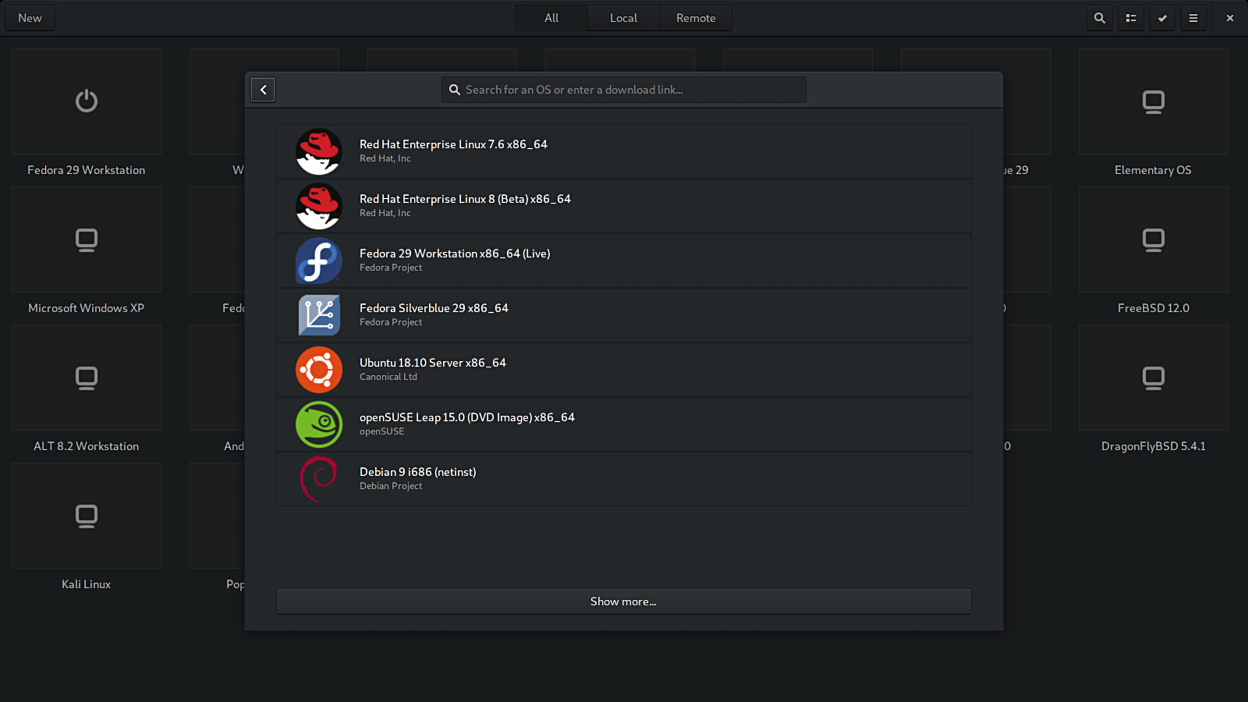 New
All
Local
Remote
Search for an OS or enter a download link...
Red Hat Enterprise Linux 7.6 x86_64
Red Hat, Inc
Red Hat Enterprise Linux 8 (Beta) x86_64
Red Hat, Inc
Fedora 29 Workstation x86_64 (Live)
Fedora Project
Fedora Silverblue 29 x86_64
Fedora Project
Ubuntu 18.10 Server x86_64
Canonical Ltd
openSUSE Leap 15.0 (DVD Image) x86_64
openSUSE
Debian 9 i686 (netinst)
Debian Project
Show more...
Fedora 29 Workstation
W
ue 29
Elementary OS
Microsoft Windows XP
Fed
0
FreeBSD 12.0
ALT 8.2 Workstation
And
0
DragonFlyBSD 5.4.1
Kali Linux
Pop